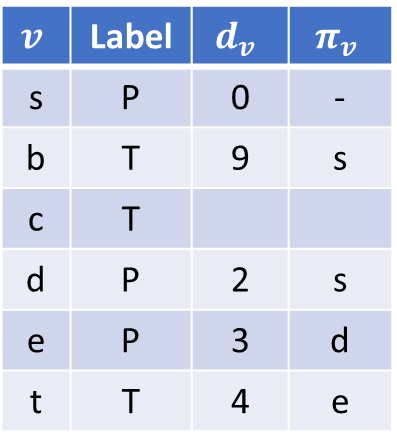 v Label d_v π_v
s P 0 -
b T 9 s
c T
d P 2 s
e P 3 d
t T 4 e